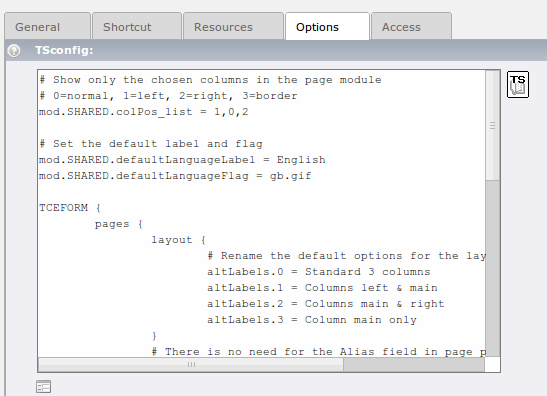 General
Shortcut
Resources
Options
Access
TSconfig:
# Show only the chosen columns in the page module
# 0=normal, 1=left, 2=right, 3=border
mod.SHARED.colPos_list = 1,0,2
# Set the default label and flag
mod.SHARED.defaultLanguageLabel = English
mod.SHARED.defaultLanguageFlag = gb.gif
TCEFORM {
pages {
layout {
# Rename the default options for the lay
altLabels.0 = Standard 3 columns
altLabels.1 = Columns left & main
altLabels.2 = Columns main & right
altLabels.3 = Column main only
}
# There is no need for the Alias field in page p
TS